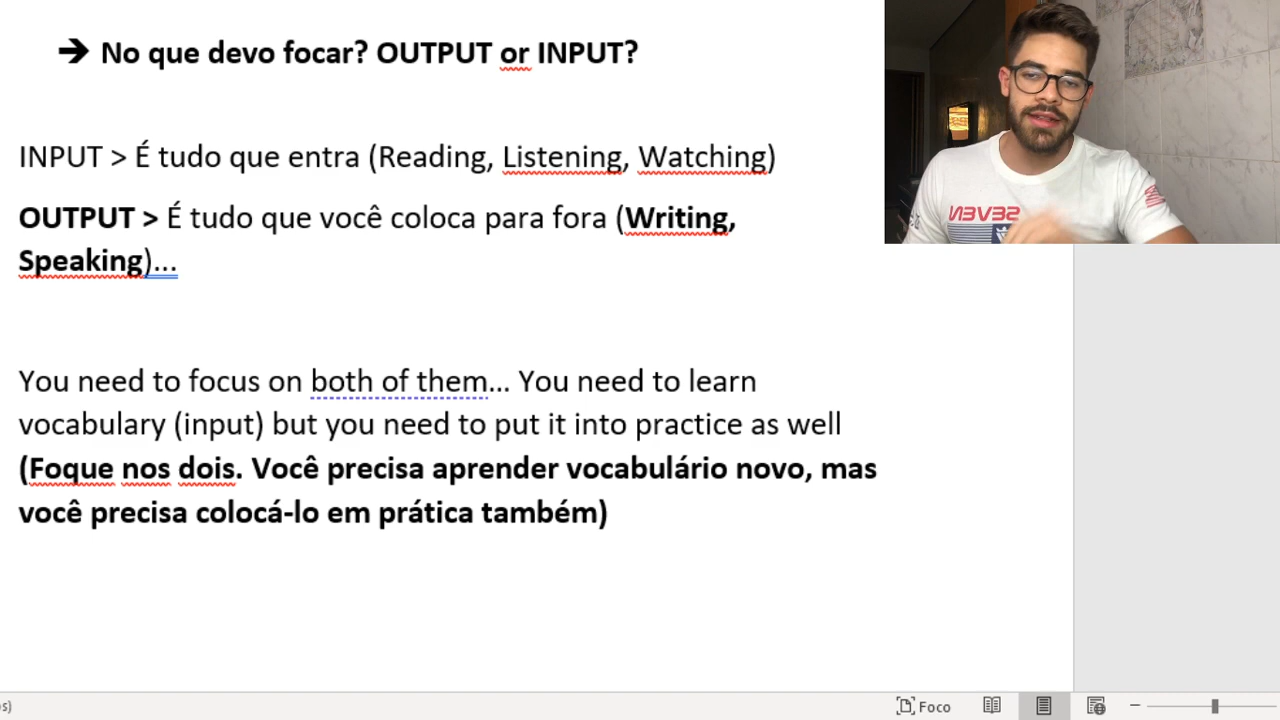 ➔ No que devo focar? OUTPUT or INPUT?
INPUT > É tudo que entra (Reading, Listening, Watching)
OUTPUT > É tudo que você coloca para fora (Writing,
Speaking)...
You need to focus on both of them... You need to learn
vocabulary (input) but you need to put it into practice as well
(Foque nos dois. Você precisa aprender vocabulário novo, mas
você precisa colocá-lo em prática também)
Foco